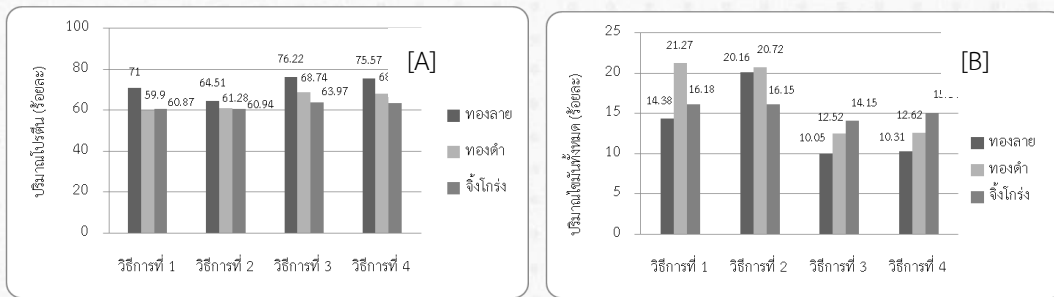 [A]
ปริมาณโปรตีน (ร้อยละ)
100
80
60
40
20
0
71
59.9
60.87
64.51
61.28
60.94
76.22
68.74
63.97
75.57
วิธีการที่ 1
วิธีการที่ 2
วิธีการที่ 3
วิธีการที่ 4
ทองลาย
ทองดำ
จิ้งโกร่ง
[B]
ปริมาณไขมันทั้งหมด (ร้อยละ)
25
20
15
10
5
0
14.38
21.27
16.18
20.16
20.72
16.15
10.05
12.52
14.15
10.31
12.62
วิธีการที่ 1
วิธีการที่ 2
วิธีการที่ 3
วิธีการที่ 4
ทองลาย
ทองดำ
จิ้งโกร่ง